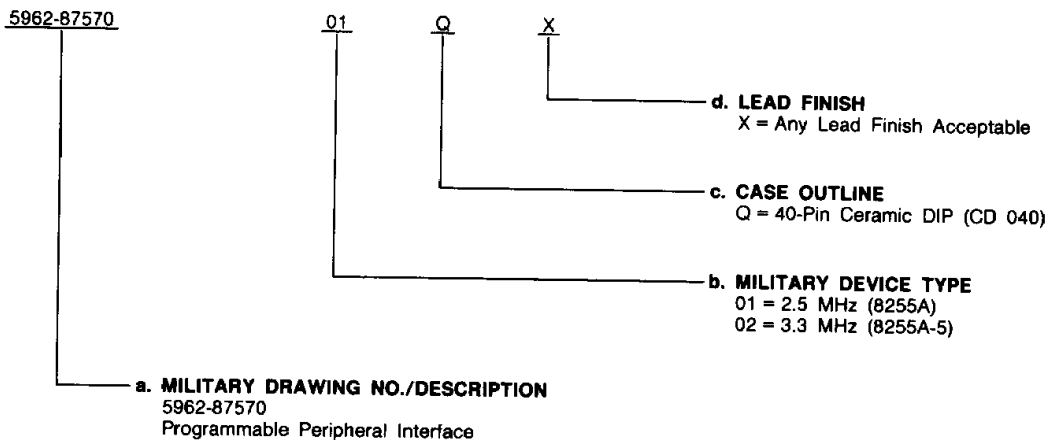 5962-87570 01 Q X
d. LEAD FINISH
X = Any Lead Finish Acceptable
c. CASE OUTLINE
Q = 40-Pin Ceramic DIP (CD 040)
b. MILITARY DEVICE TYPE
01 = 2.5 MHz (8255A)
02 = 3.3 MHz (8255A-5)
a. MILITARY DRAWING NO./DESCRIPTION
5962-87570
Programmable Peripheral Interface